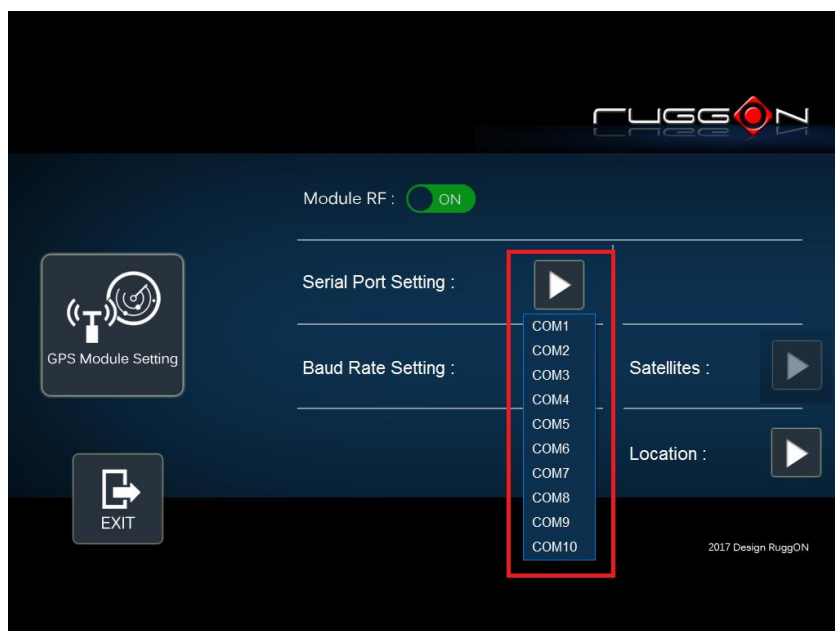 RUGGON
Module RF : ON
Serial Port Setting :
COM1
COM2
COM3
COM4
COM5
COM6
COM7
COM8
COM9
COM10
GPS Module Setting
Baud Rate Setting :
Satellites :
Location :
EXIT
2017 Design RuggON